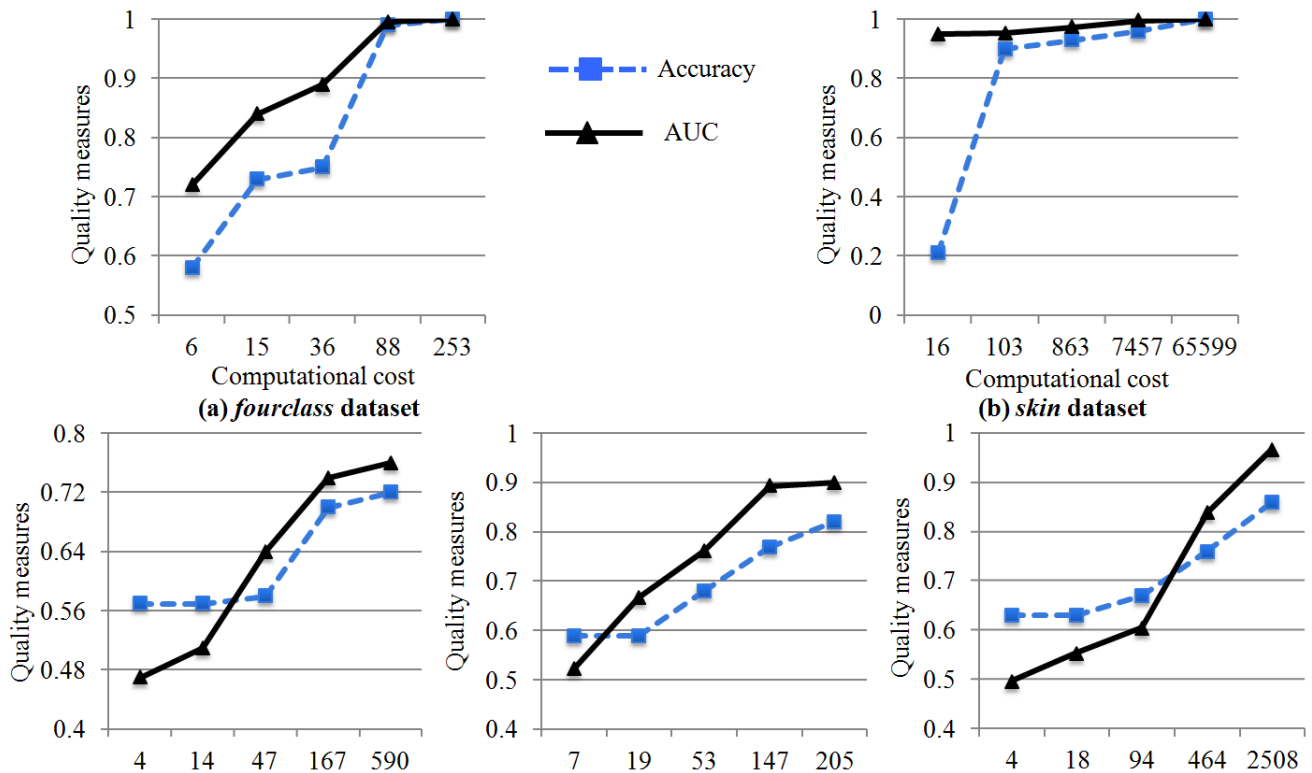 1
0.9
0.8
0.7
0.6
0.5
Quality measures
6 15 36 88 253
Computational cost
(a) fourclass dataset
Accuracy
AUC
1
0.8
0.6
0.4
0.2
0
Quality measures
16 103 863 7457 65599
Computational cost
(b) skin dataset
0.8
0.72
0.64
0.56
0.48
0.4
Quality measures
4 14 47 167 590
1
0.9
0.8
0.7
0.6
0.5
0.4
Quality measures
7 19 53 147 205
1
0.9
0.8
0.7
0.6
0.5
0.4
Quality measures
4 18 94 464 2508